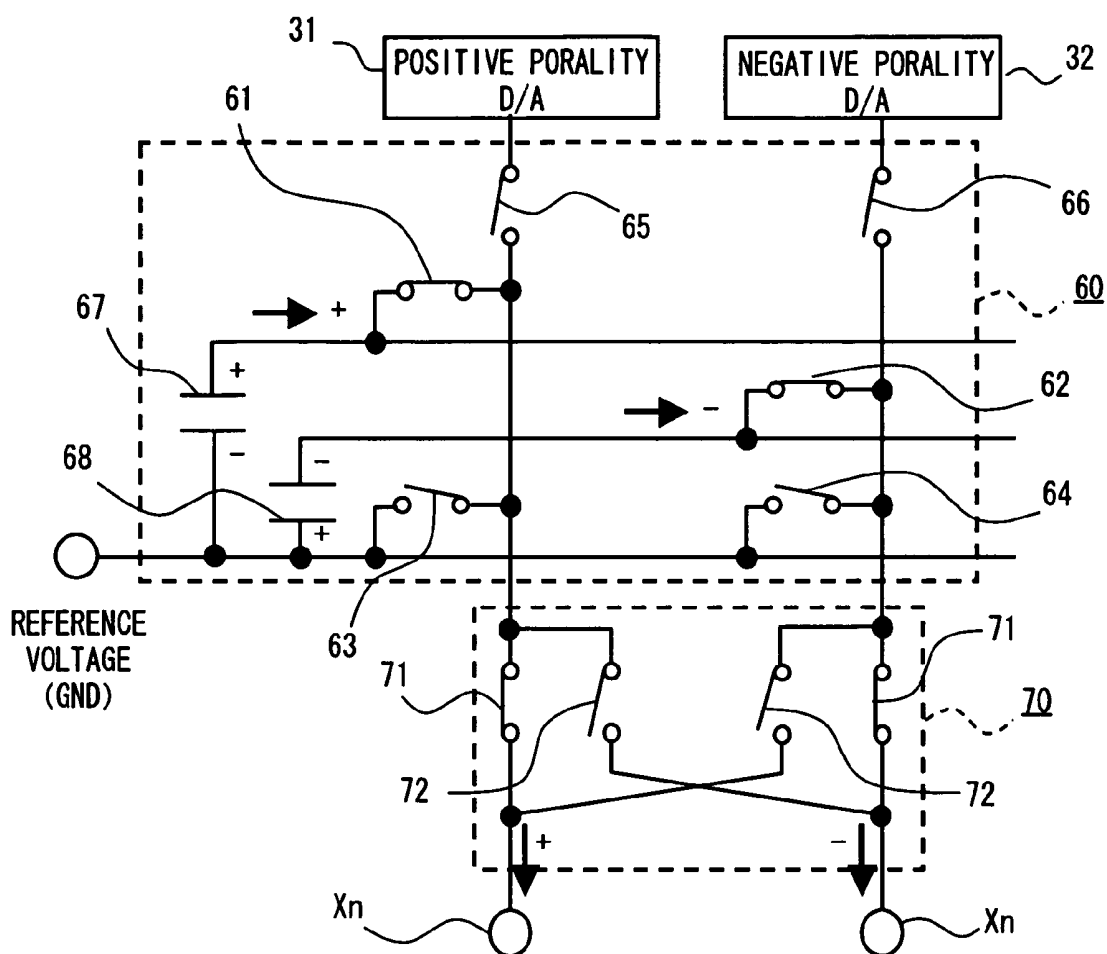 31
POSITIVE PORALITY
D/A
NEGATIVE PORALITY
D/A
32
61
65
66
67
+
60
+
62
-
-
68
-
64
+
REFERENCE
VOLTAGE
(GND)
63
71
71
70
72
72
+
-
Xn
Xn